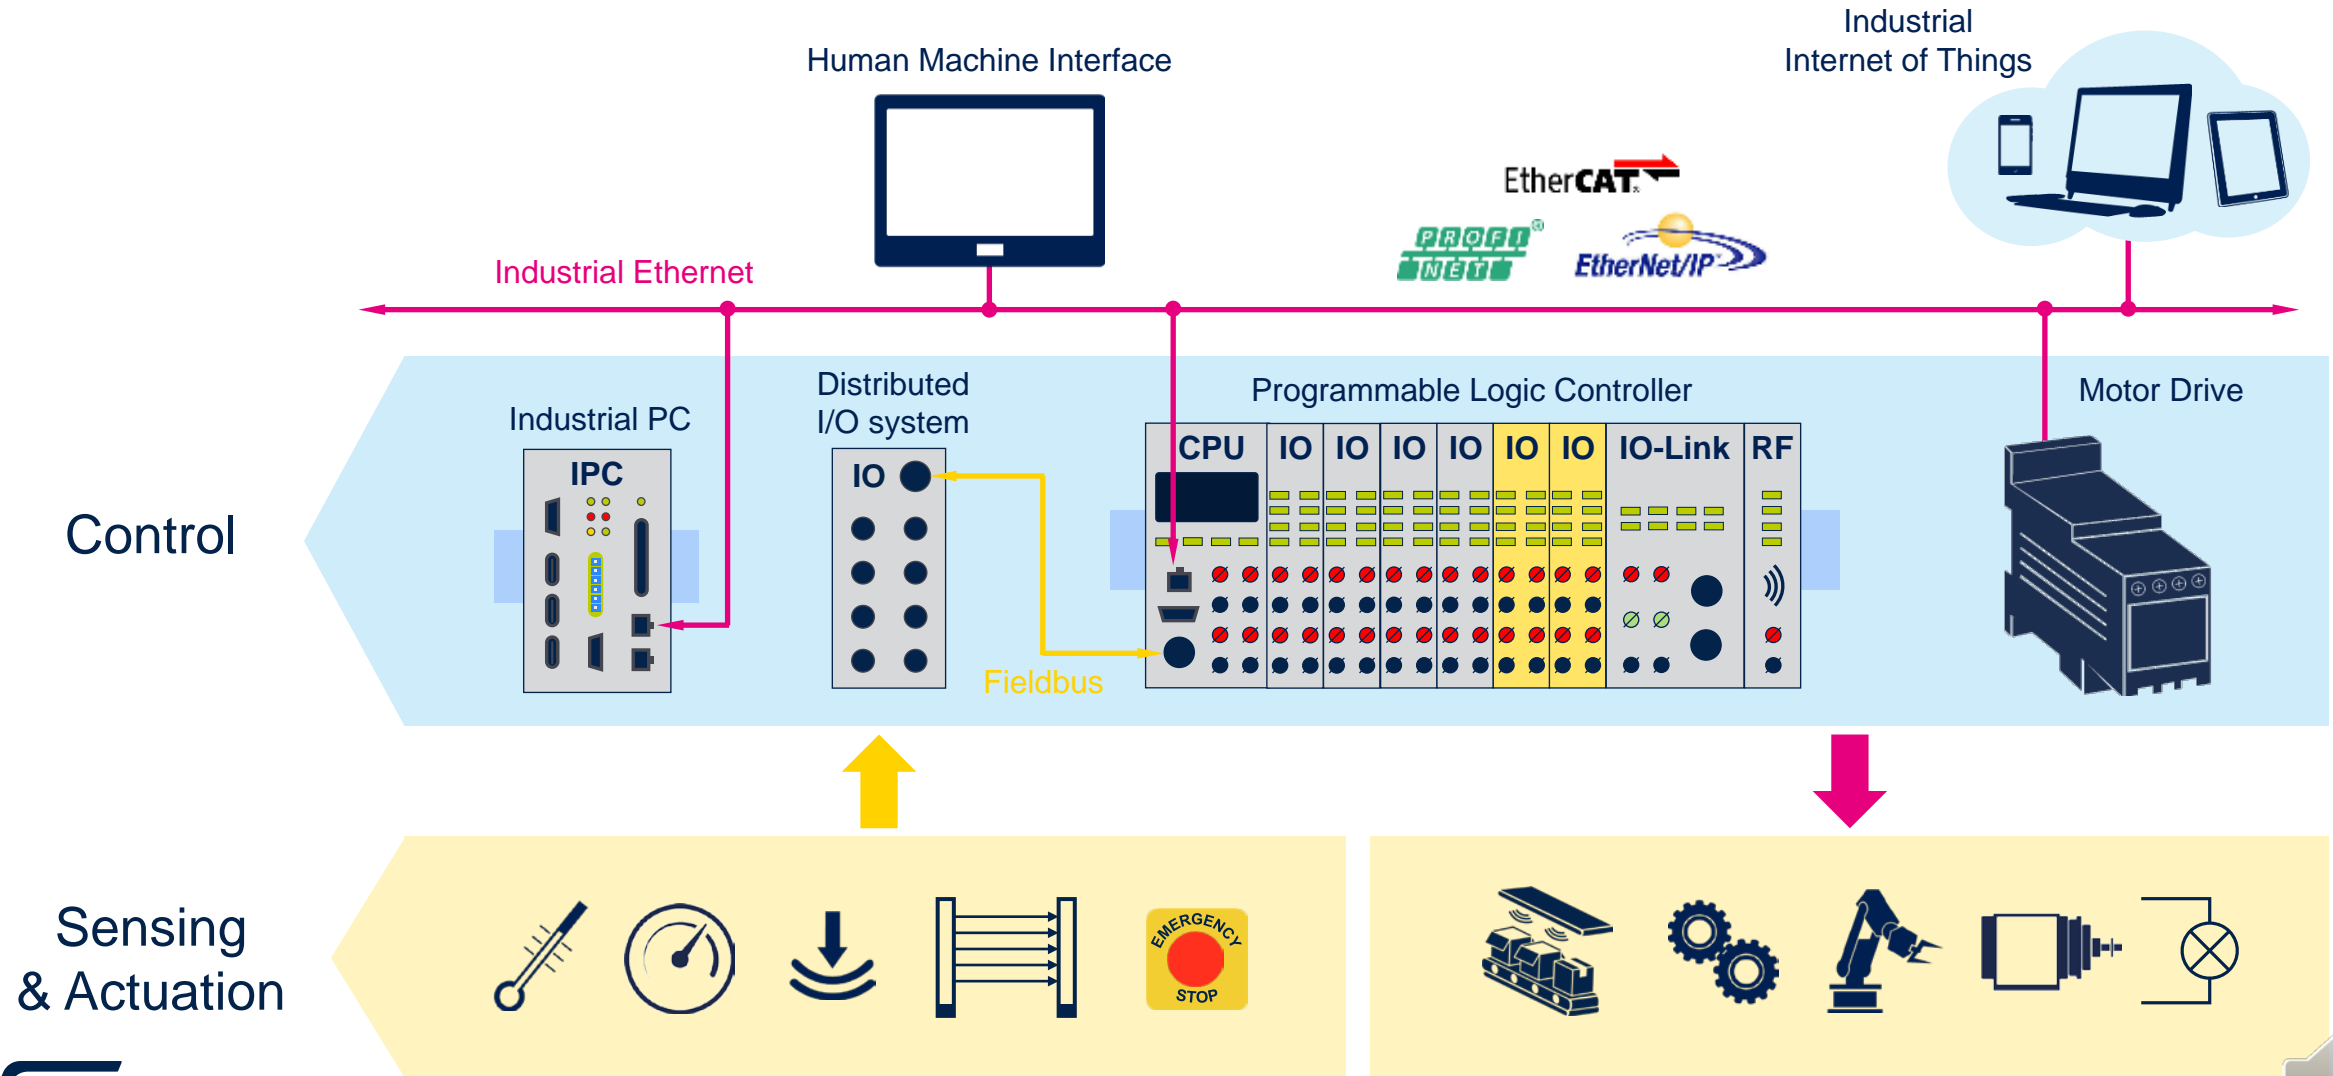 Industrial
Internet of Things
Human Machine Interface
EtherCAT®
PROFI®
NET
EtherNet/IP™
Industrial Ethernet
Control
Industrial PC
IPC
Distributed
I/O system
IO
Fieldbus
Programmable Logic Controller
CPU IO IO IO IO IO IO IO-Link RF
Motor Drive
Sensing
& Actuation
EMERGENCY
STOP